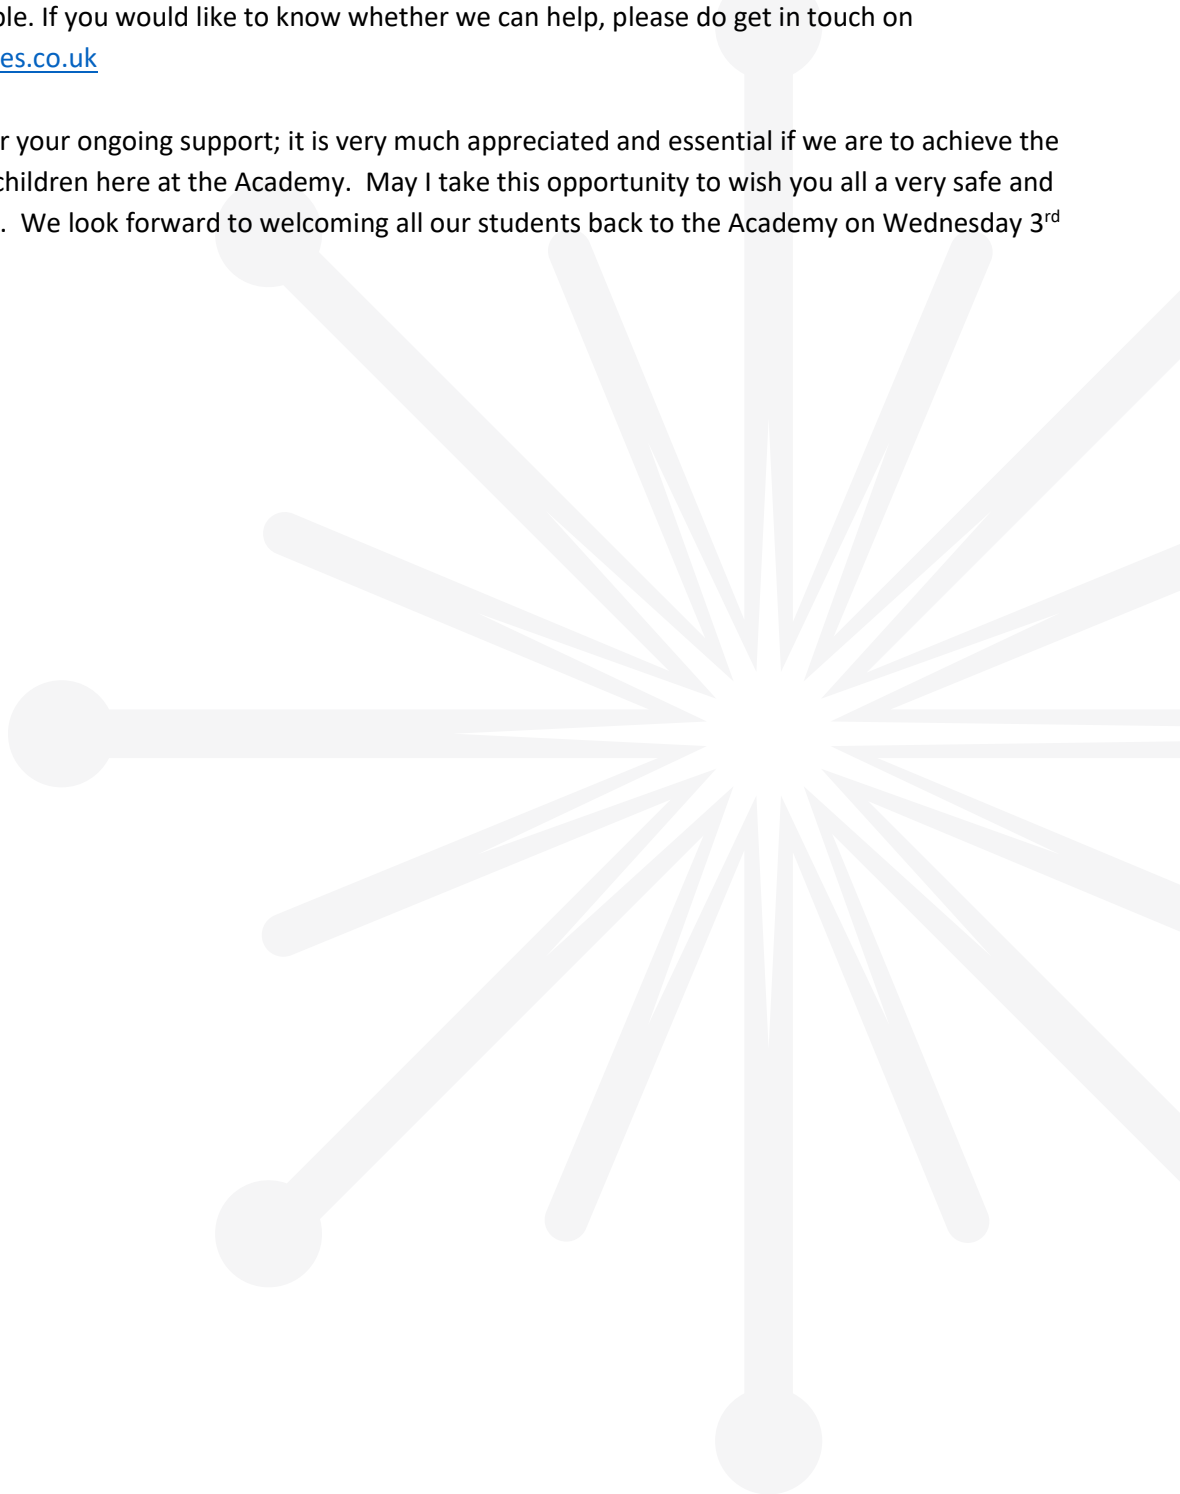 ole. If you would like to know whether we can help, please do get in touch on
es.co.uk
r your ongoing support; it is very much appreciated and essential if we are to achieve the
children here at the Academy. May I take this opportunity to wish you all a very safe and
. We look forward to welcoming all our students back to the Academy on Wednesday 3rd